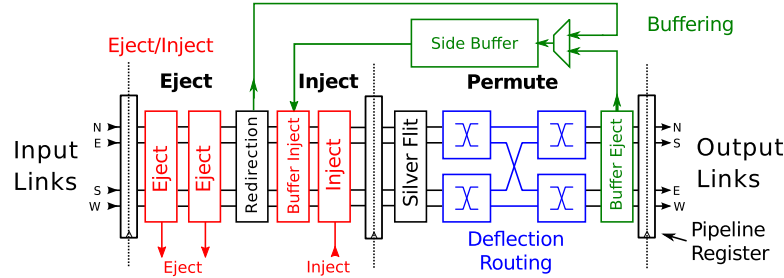 Eject/Inject
Buffering
Side Buffer
Eject
Inject
Permute
Input
Links
N
E
S
W
Eject
Eject
Redirection
Buffer Inject
Inject
Silver Flit
Buffer Eject
N
S
E
W
Output
Links
Deflection
Routing
Pipeline
Register
Eject
Inject